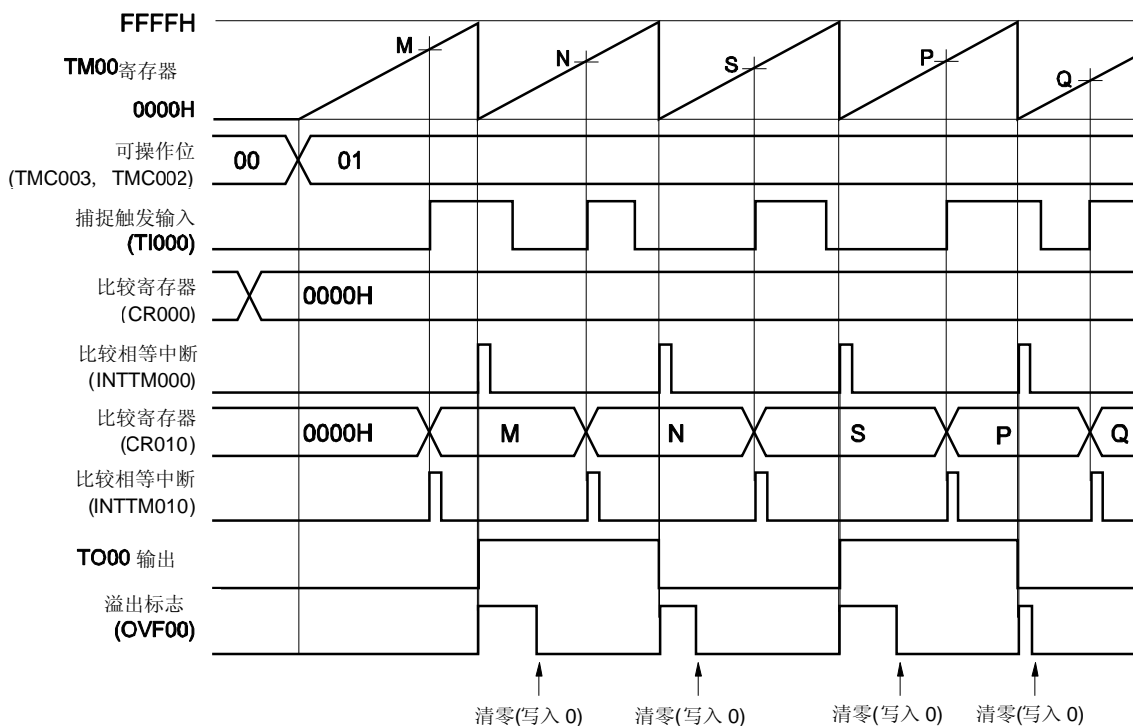 FFFFH
M
N
S
P
Q
TM00寄存器
0000H
可操作位
(TMC003, TMC002)
00
01
捕捉触发输入
(TI000)
比较寄存器
(CR000)
0000H
比较相等中断
(INTTM000)
比较寄存器
(CR010)
0000H
M
N
S
P
Q
比较相等中断
(INTTM010)
TO00 输出
溢出标志
(OVF00)
清零(写入 0)
清零(写入 0)
清零(写入 0)
清零(写入 0)